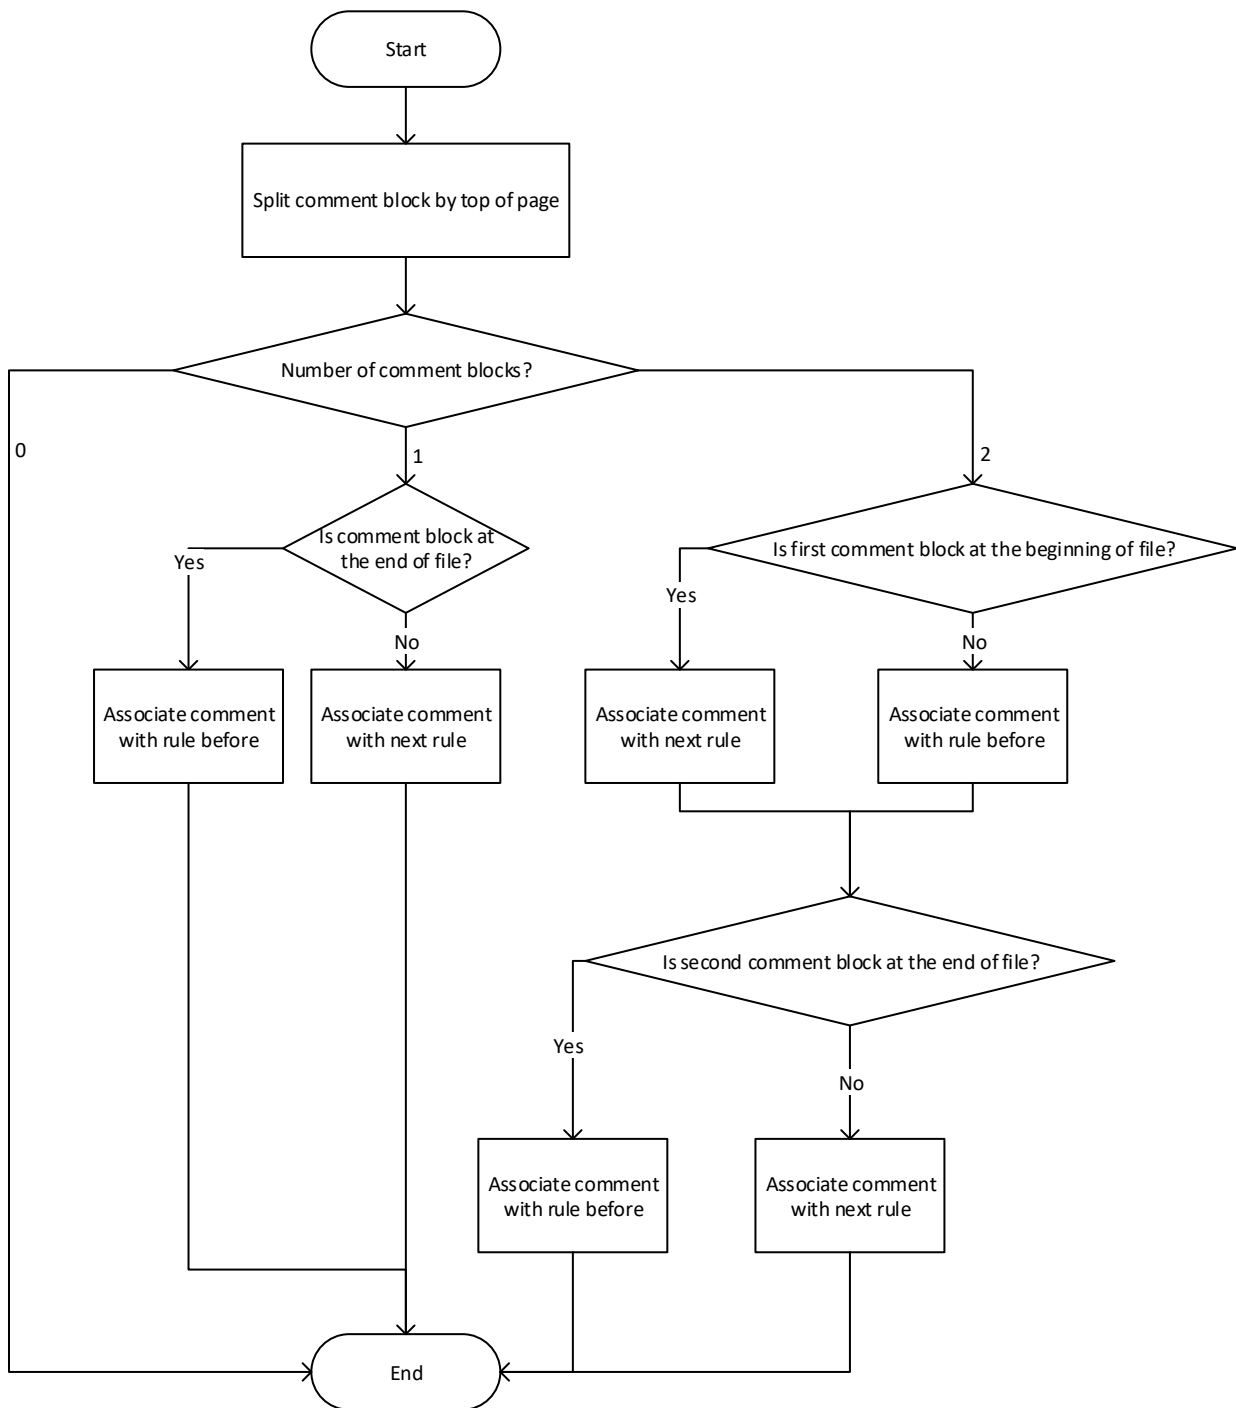 Start
Split comment block by top of page
Number of comment blocks?
0
1
2
Is comment block at
the end of file?
Is first comment block at the beginning of file?
Yes
No
Yes
No
Associate comment
with rule before
Associate comment
with next rule
Associate comment
with next rule
Associate comment
with rule before
Is second comment block at the end of file?
Yes
No
Associate comment
with rule before
Associate comment
with next rule
End